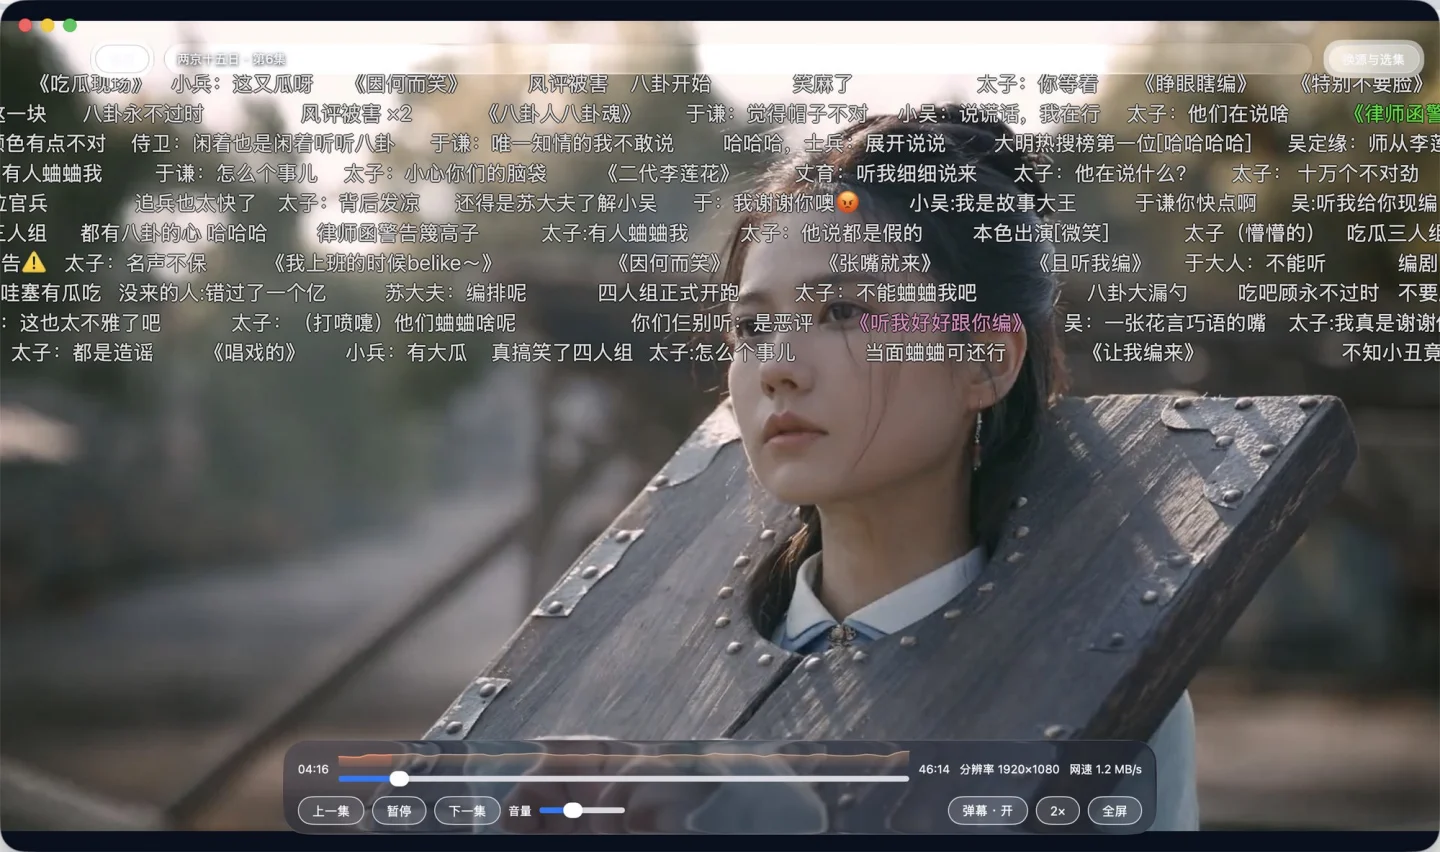 两京十五日 · 第6集
换源与选集
《吃瓜现场》 小兵：这又瓜呀 《因何而笑》 风评被害 八卦开始 笑麻了 太子：你等着 《睁眼瞎编》 《特别不要脸》
这一块 八卦永不过时 风评被害 ×2 《八卦人八卦魂》 于谦：觉得帽子不对 小吴：说谎话，我在行 太子：他们在说啥 《律师函警
颜色有点不对 侍卫：闲着也是闲着听听八卦 于谦：唯一知情的我不敢说 哈哈哈，士兵：展开说说 大明热搜榜第一位[哈哈哈哈] 吴定缘：师从李莲
有人蛐蛐我 于谦：怎么个事儿 太子：小心你们的脑袋 《二代李莲花》 丈育：听我细细说来 太子：他在说什么? 太子： 十万个不对劲
位官兵 追兵也太快了 太子：背后发凉 还得是苏大夫了解小吴 于：我谢谢你噢😡 小吴:我是故事大王 于谦你快点啊 吴:听我给你现编
三人组 都有八卦的心 哈哈哈 律师函警告篾高子 太子:有人蛐蛐我 太子：他说都是假的 本色出演[微笑] 太子（懵懵的） 吃瓜三人组
告⚠️ 太子：名声不保 《我上班的时候belike～》 《因何而笑》 《张嘴就来》 《且听我编》 于大人：不能听 编剧
哇塞有瓜吃 没来的人:错过了一个亿 苏大夫：编排呢 四人组正式开跑 太子：不能蛐蛐我吧 八卦大漏勺 吃吧顾永不过时 不要
：这也太不雅了吧 太子：（打喷嚏）他们蛐蛐啥呢 你们仨别听：是恶评 《听我好好跟你编》 吴：一张花言巧语的嘴 太子:我真是谢谢你
太子：都是造谣 《唱戏的》 小兵：有大瓜 真搞笑了四人组 太子:怎么个事儿 当面蛐蛐可还行 《让我编来》 不知小丑竟
04:16 46:14 分辨率 1920×1080 网速 1.2 MB/s
上一集 暂停 下一集 音量 弹幕 · 开 2× 全屏